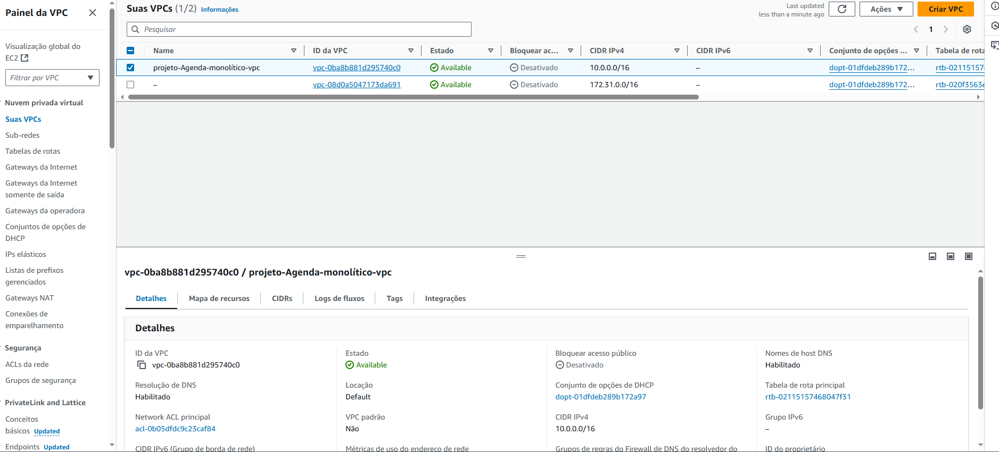 Painel da VPC
Visualização global do
EC2
Filtrar por VPC
Nuvem privada virtual
Suas VPCs
Sub-redes
Tabelas de rotas
Gateways da Internet
Gateways da Internet
somente de saída
Gateways da operadora
Conjuntos de opções de
DHCP
IPs elásticos
Listas de prefixos
gerenciados
Gateways NAT
Conexões de
emparelhamento
Segurança
ACLs da rede
Grupos de segurança
PrivateLink and Lattice
Conceitos
básicos Updated
Endpoints Updated
Suas VPCs (1/2) Informações
Last updated
less than a minute ago
Ações
Criar VPC
Pesquisar
1
Name ID da VPC Estado Bloquear ac... CIDR IPv4 CIDR IPv6 Conjunto de opções ... Tabela de rota
projeto-Agenda-monolítico-vpc vpc-0ba8b881d295740c0 Available Desativado 10.0.0.0/16 – dopt-01dfdeb289b172... rtb-0211515746
– vpc-08d0a5047173da691 Available Desativado 172.31.0.0/16 – dopt-01dfdeb289b172... rtb-020f3563e
vpc-0ba8b881d295740c0 / projeto-Agenda-monolítico-vpc
Detalhes Mapa de recursos CIDRs Logs de fluxos Tags Integrações
Detalhes
ID da VPC Estado Bloquear acesso público Nomes de host DNS
vpc-0ba8b881d295740c0 Available Desativado Habilitado
Resolução de DNS Locação Conjunto de opções de DHCP Tabela de rota principal
Habilitado Default dopt-01dfdeb289b172a97 rtb-02115157468047f31
Network ACL principal VPC padrão CIDR IPv4 Grupo IPv6
acl-0b05dfdc9c23caf84 Não 10.0.0.0/16 –
CIDR IPv6 (Grupo de borda de rede) Métricas de uso do endereço de rede Grupos de regras do Firewall de DNS do resolvedor do ID do proprietário